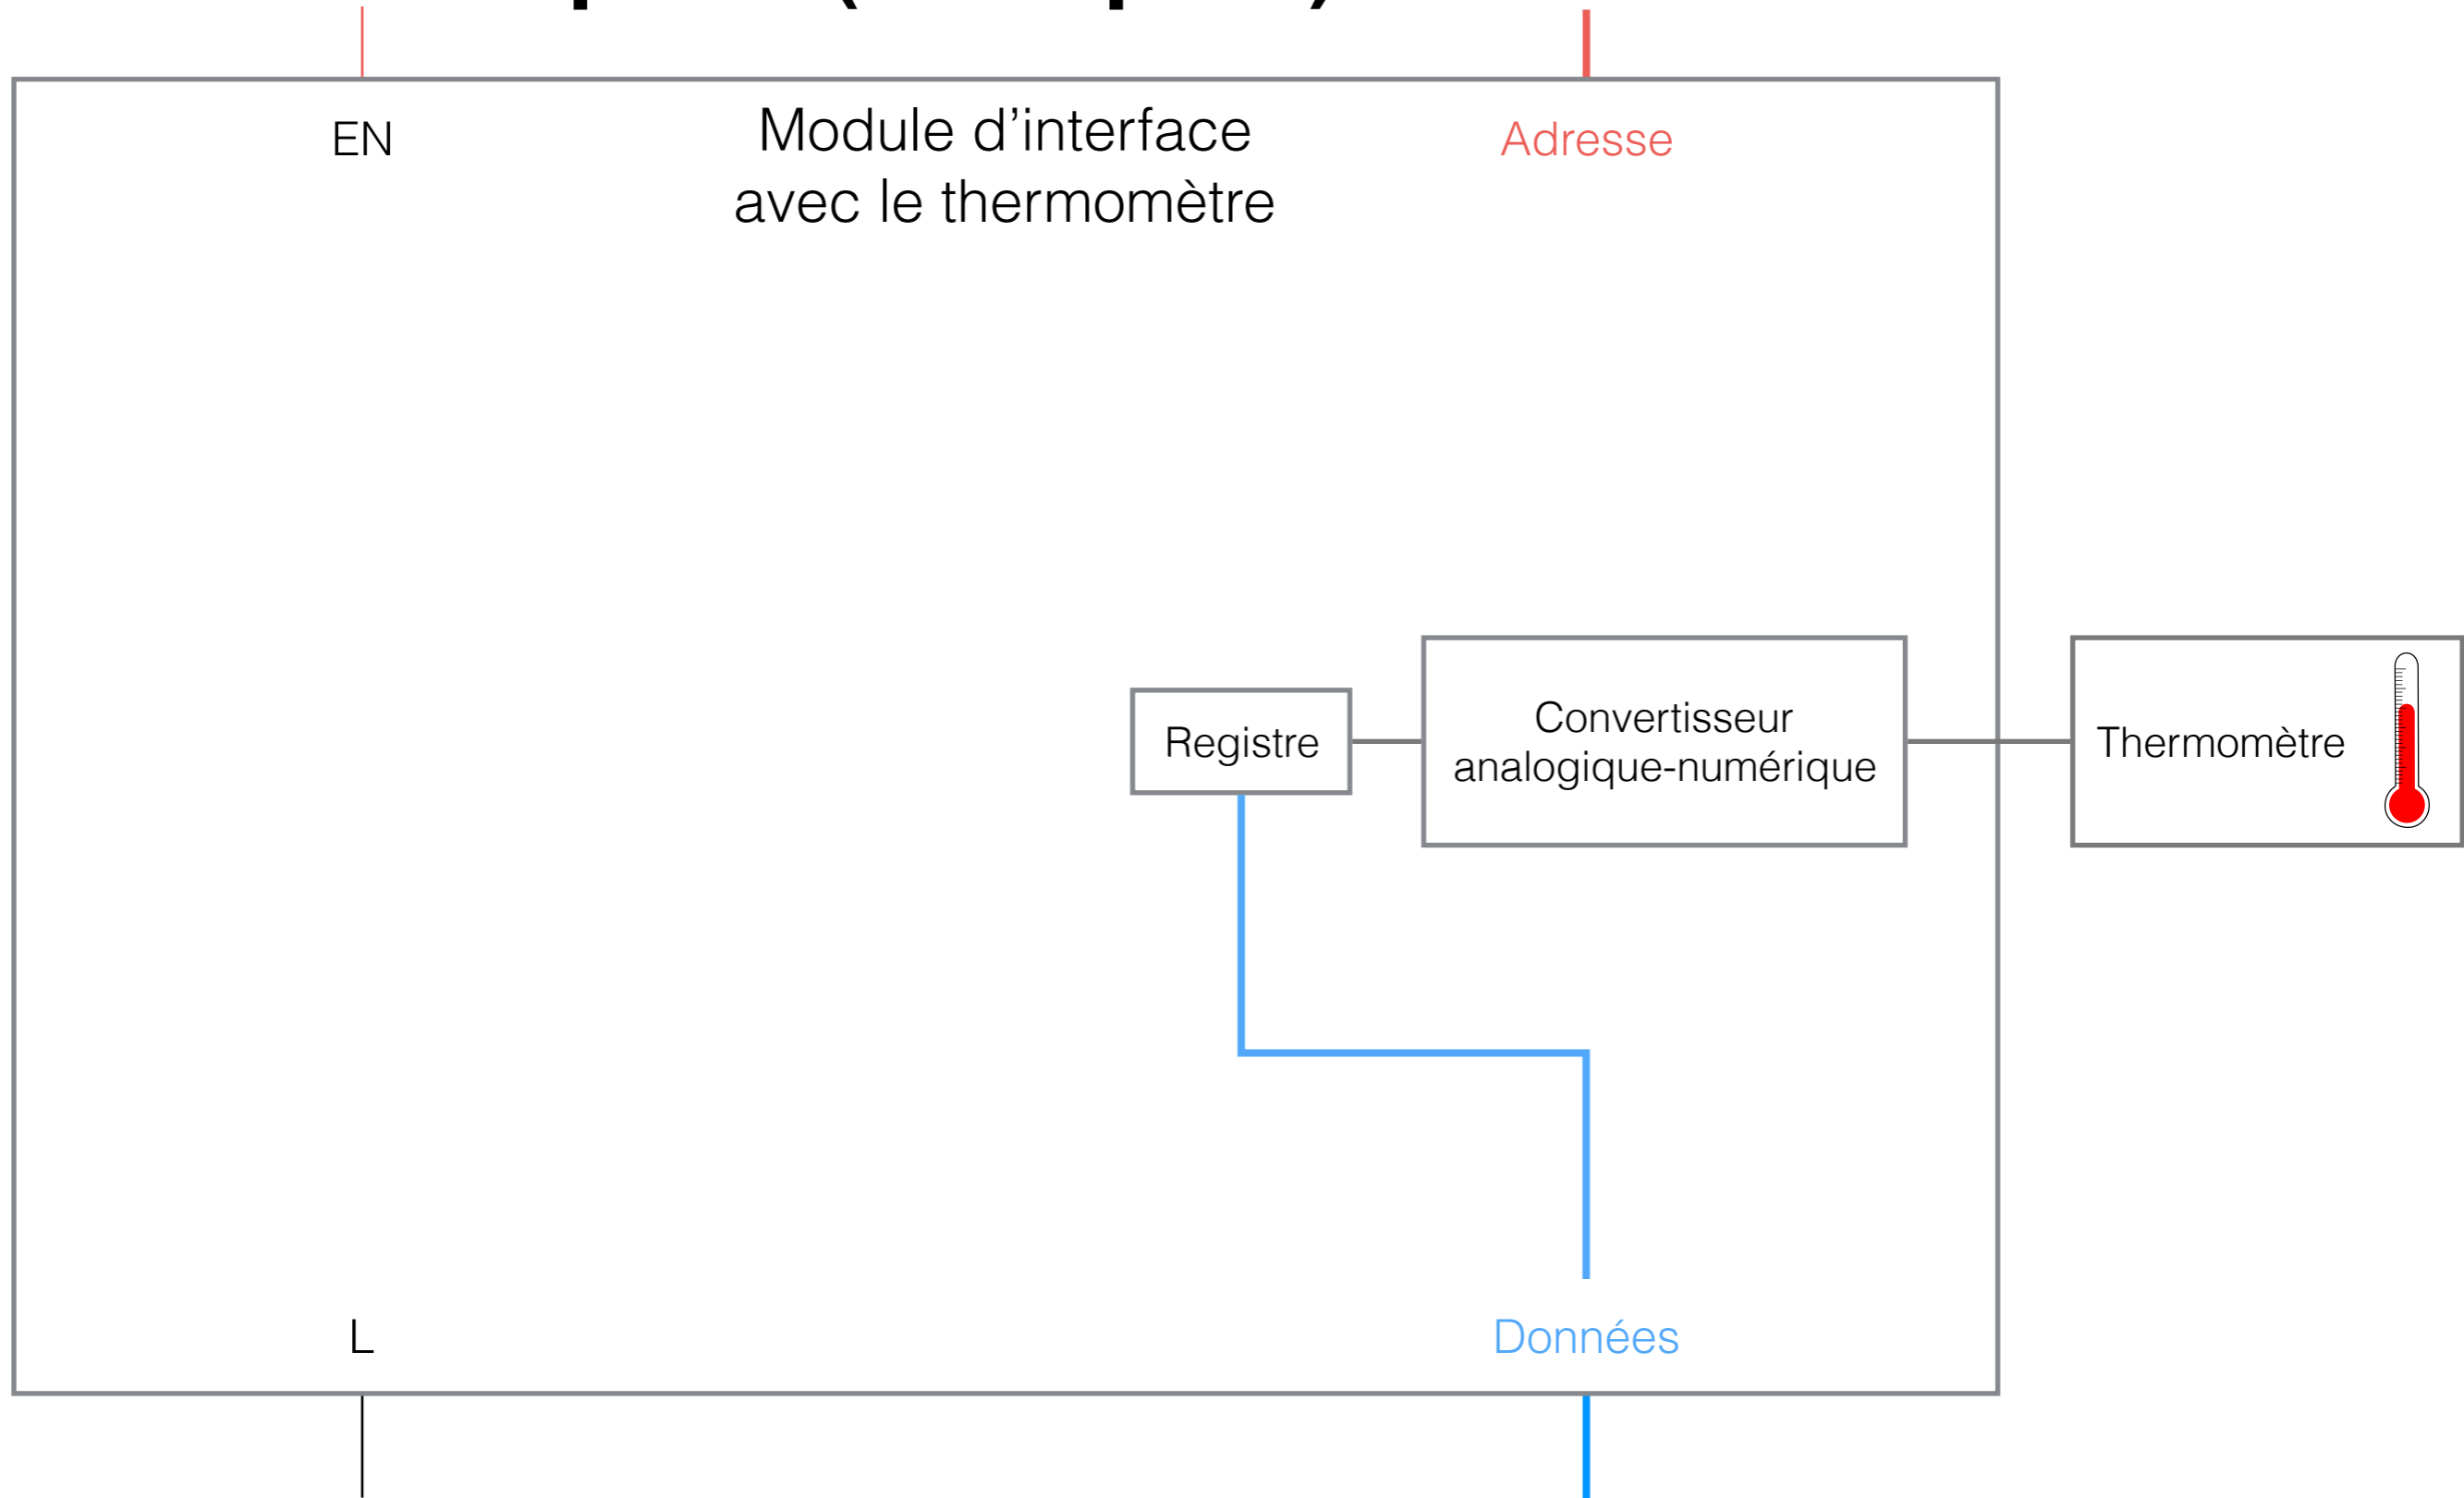 EN
Module d’interface
avec le thermomètre
Adresse
Registre
Convertisseur
analogique-numérique
Thermomètre
L
Données